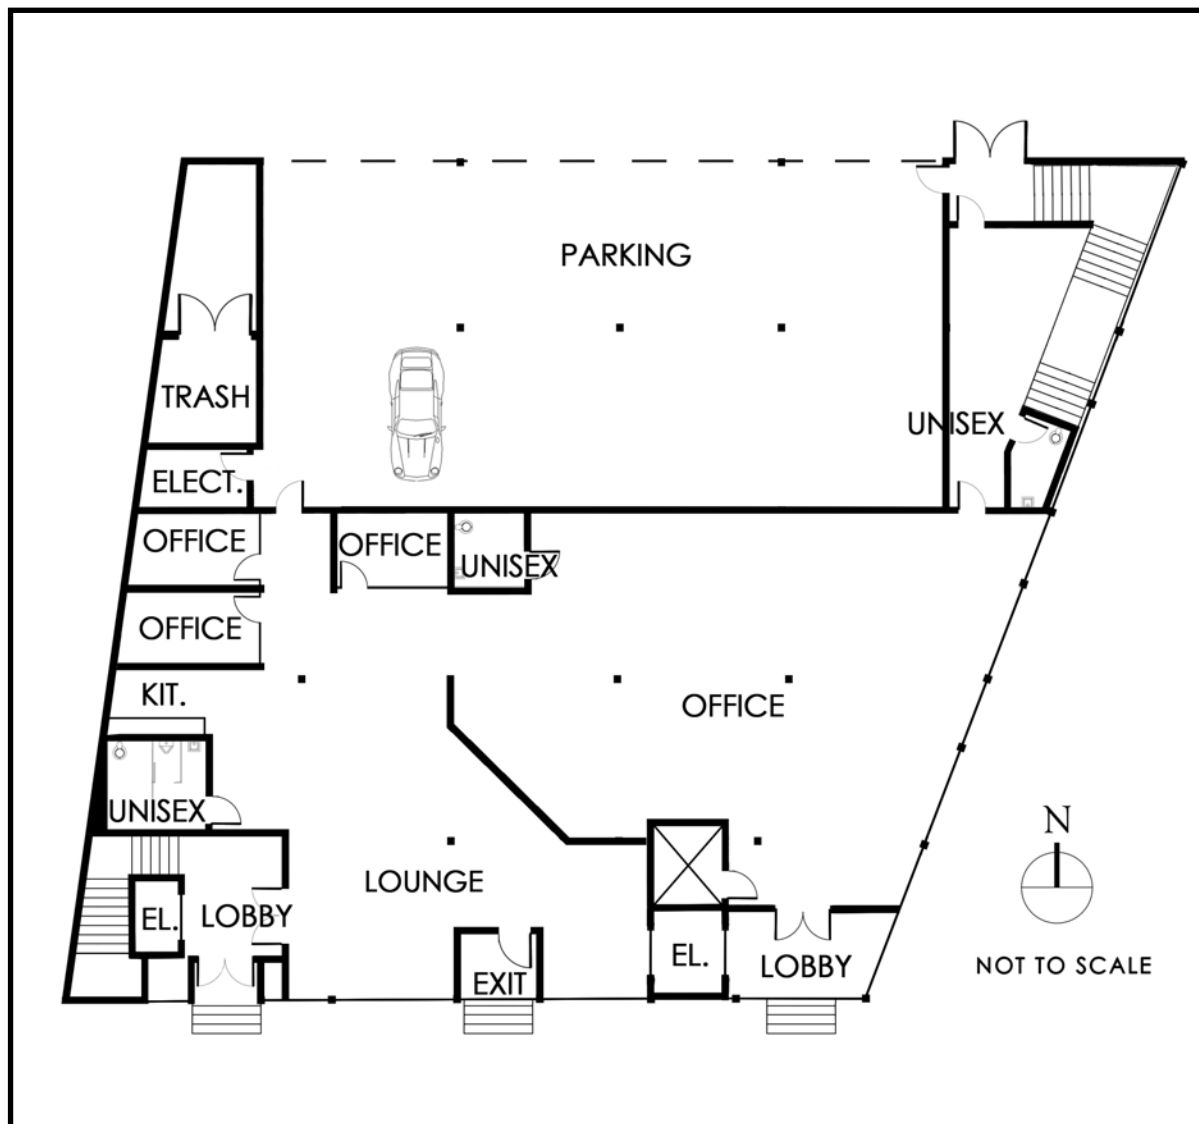 PARKING
TRASH
UNISEX
ELECT.
OFFICE
OFFICE
UNISEX
OFFICE
KIT.
OFFICE
UNISEX
N
LOUNGE
EL.
LOBBY
EL.
LOBBY
NOT TO SCALE
EXIT